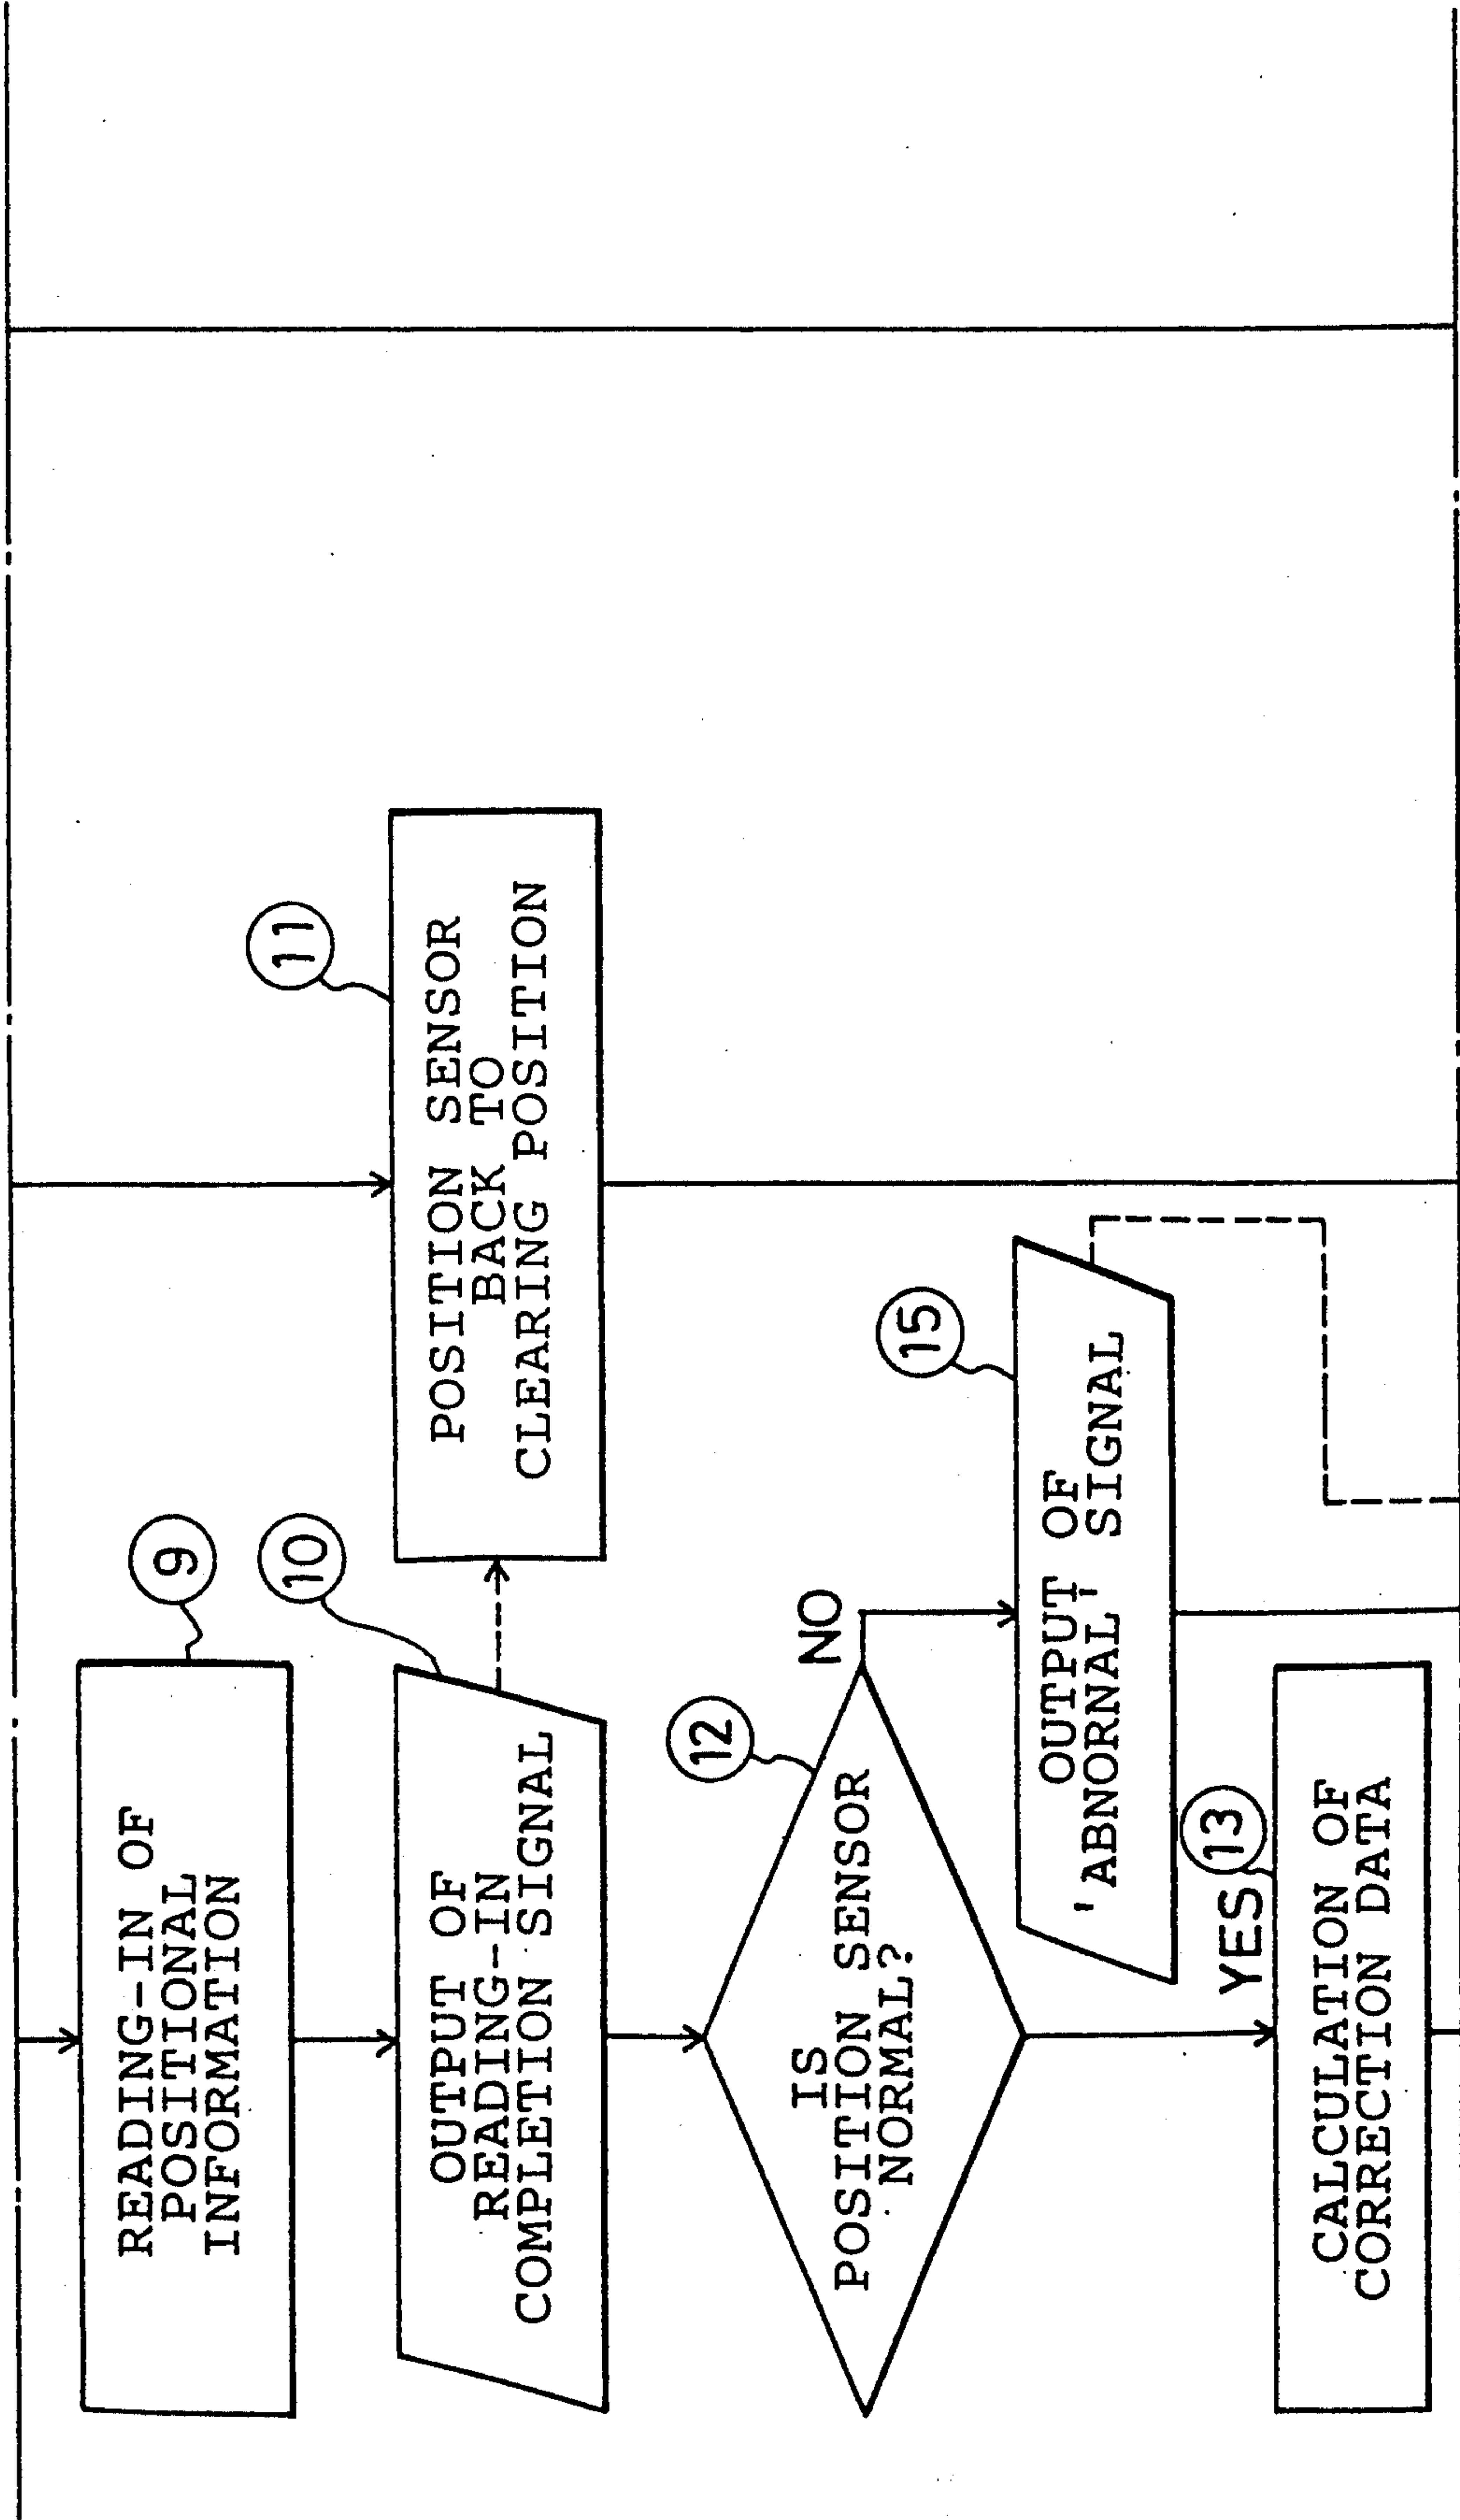 9
READING-IN OF
POSITIONAL
INFORMATION
10
OUTPUT OF
READING-IN
COMPLETION SIGNAL
11
POSITION SENSOR
BACK TO
CLEARING POSITION
12
IS
POSITION SENSOR
NORMAL?
NO
15
OUTPUT OF
'ABNORNAL' SIGNAL
YES
13
CALCULATION OF
CORRECTION DATA